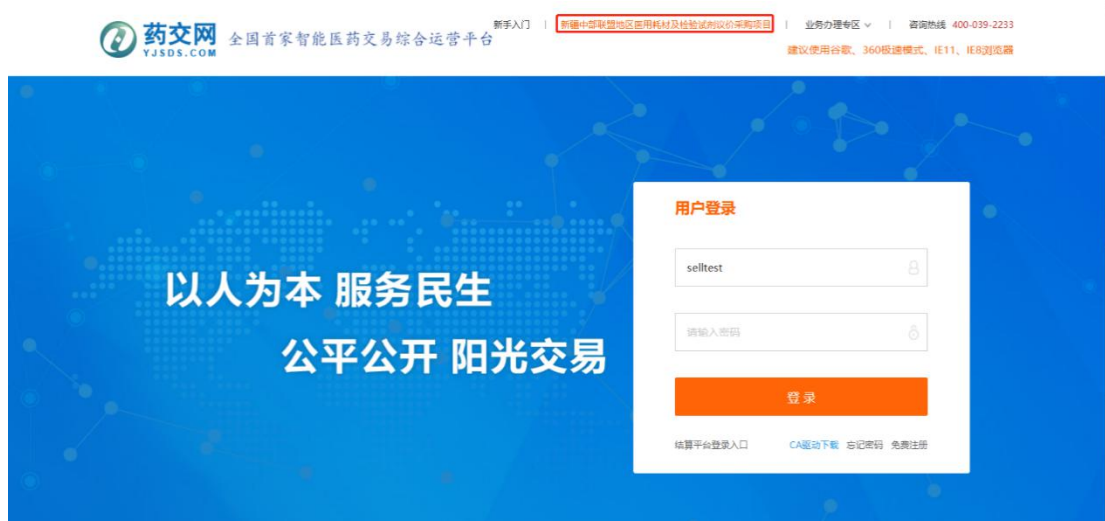 药交网
YJSDS.COM
全国首家智能医药交易综合运营平台
新手入门 | 新疆中部联盟地区医用耗材及检验试剂议价采购项目 | 业务办理专区 | 咨询热线 400-039-2233
建议使用谷歌、360极速模式、IE11、IE8浏览器
以人为本 服务民生
公平公开 阳光交易
用户登录
selltest
请输入密码
登录
结算平台登录入口 CA驱动下载 忘记密码 免费注册